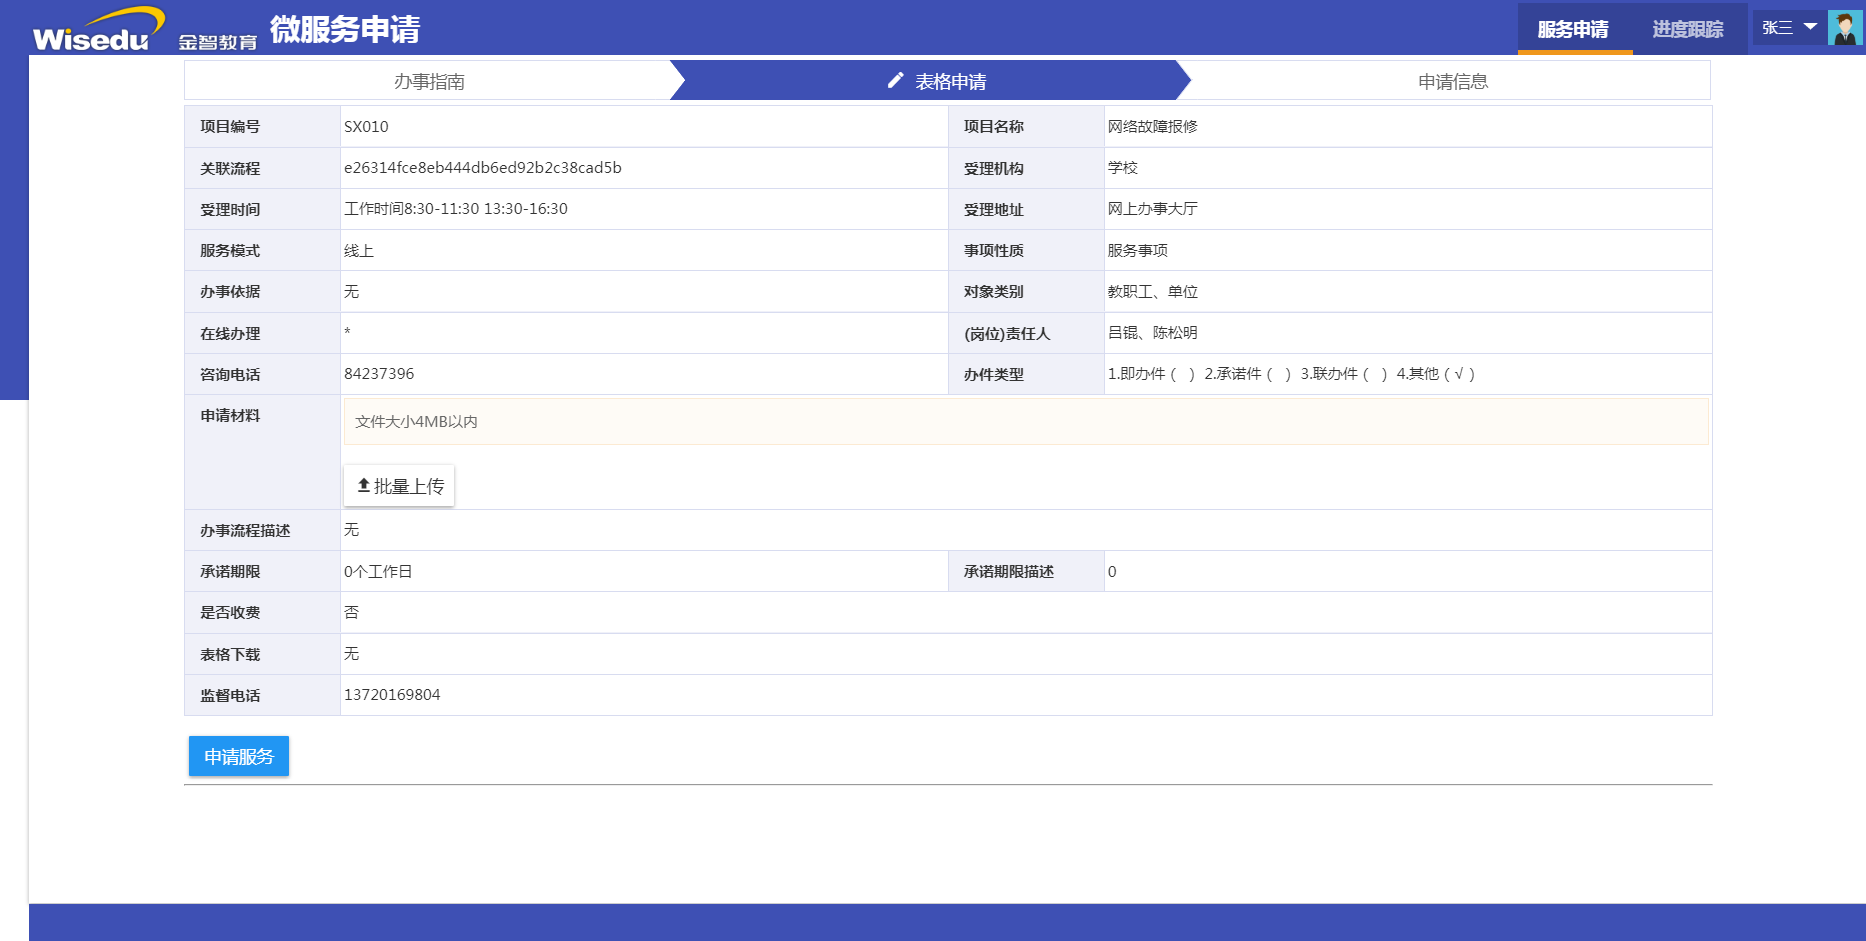 Wisedu 金智教育 微服务申请 服务申请 进度跟踪 张三
办事指南 表格申请 申请信息
项目编号 SX010 项目名称 网络故障报修
关联流程 e26314fce8eb444db6ed92b2c38cad5b 受理机构 学校
受理时间 工作时间8:30-11:30 13:30-16:30 受理地址 网上办事大厅
服务模式 线上 事项性质 服务事项
办事依据 无 对象类别 教职工、单位
在线办理 * (岗位)责任人 吕锟、陈松明
咨询电话 84237396 办件类型 1.即办件（ ） 2.承诺件（ ） 3.联办件（ ） 4.其他（√）
申请材料 文件大小4MB以内
批量上传
办事流程描述 无
承诺期限 0个工作日 承诺期限描述 0
是否收费 否
表格下载 无
监督电话 13720169804
申请服务